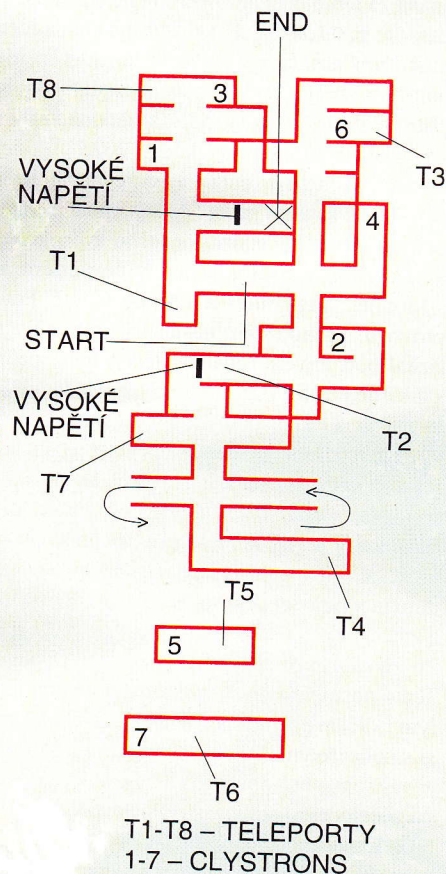 END
T8
3
6
1
T3
VYSOKÉ
NAPĚTÍ
4
T1
START
2
VYSOKÉ
NAPĚTÍ
T2
T7
T4
T5
5
7
T6
T1-T8 – TELEPORTY
1-7 – CLYSTRONS